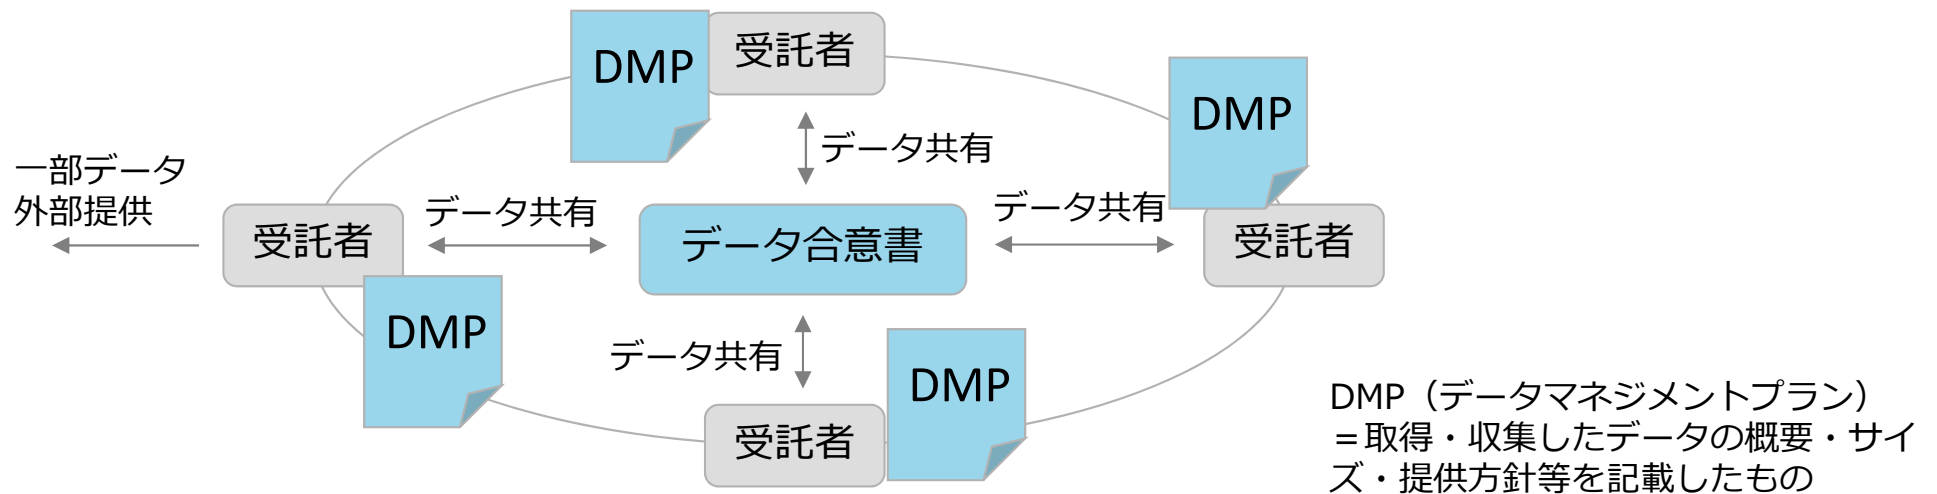 DMP
受託者
DMP
データ共有
一部データ
外部提供
受託者
データ共有
データ合意書
データ共有
受託者
DMP
データ共有
DMP
受託者
DMP（データマネジメントプラン）
＝取得・収集したデータの概要・サイ
ズ・提供方針等を記載したもの